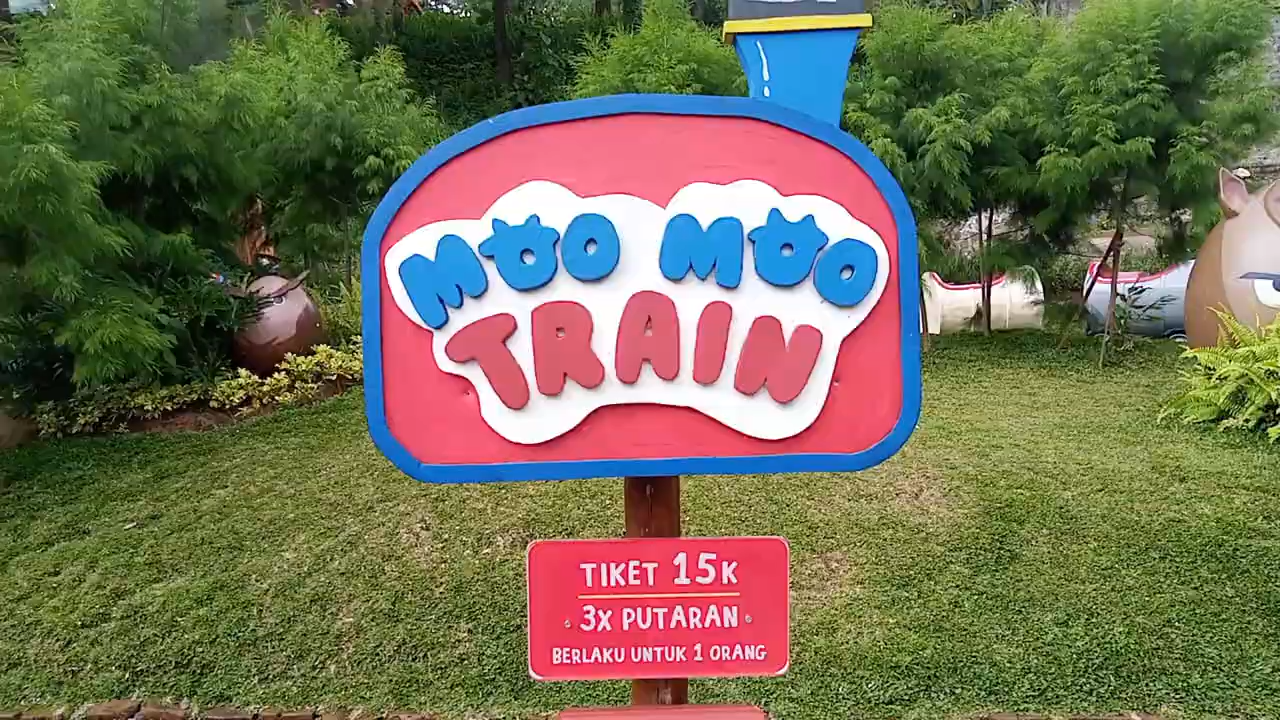 MOO MOO
TRAIN
TIKET 15K
3X PUTARAN
BERLAKU UNTUK 1 ORANG